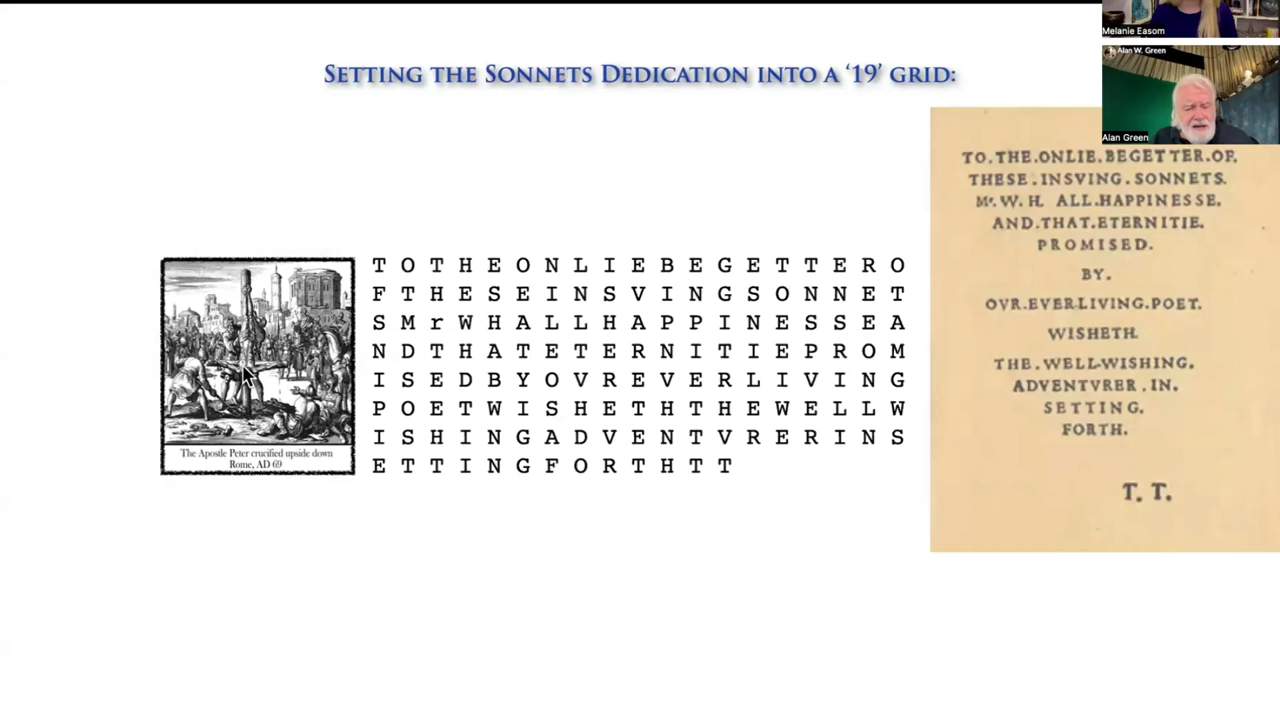 Melanie Easom
Alan W. Green
Alan Green
SETTING THE SONNETS DEDICATION INTO A ‘19’ GRID:
T O T H E O N L I E B E G E T T E R O
F T H E S E I N S V I N G S O N N E T
S M r W H A L L H A P P I N E S S E A
N D T H A T E T E R N I T I E P R O M
I S E D B Y O V R E V E R L I V I N G
P O E T W I S H E T H T H E W E L L W
I S H I N G A D V E N T V R E R I N S
E T T I N G F O R T H T T
The Apostle Peter crucified upside down
Rome, AD 69
TO.THE.ONLIE.BEGETTER.OF.
THESE.INSVING.SONNETS.
Mr.W.H. ALL.HAPPINESSE.
AND.THAT.ETERNITIE.
PROMISED.
BY.
OVR.EVER-LIVING.POET.
WISHETH.
THE.WELL-WISHING.
ADVENTVRER.IN.
SETTING.
FORTH.
T. T.